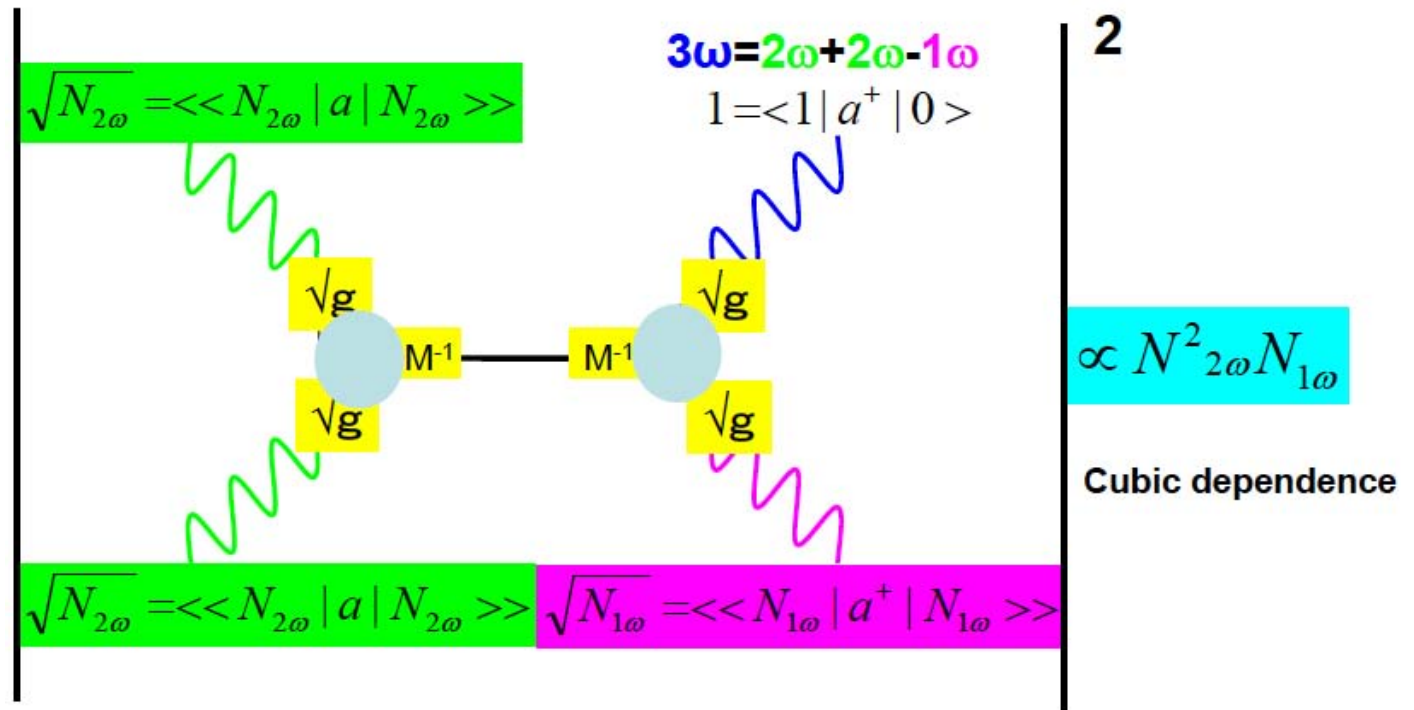 2
3ω=2ω+2ω-1ω
√N₂ω =<<N₂ω | a | N₂ω >>
1=<1| a⁺ | 0 >
√g √g
M⁻¹ M⁻¹
∝ N²₂ωN₁ω
√g √g
Cubic dependence
√N₂ω =<<N₂ω | a | N₂ω >> √N₁ω =<<N₁ω | a⁺ | N₁ω >>